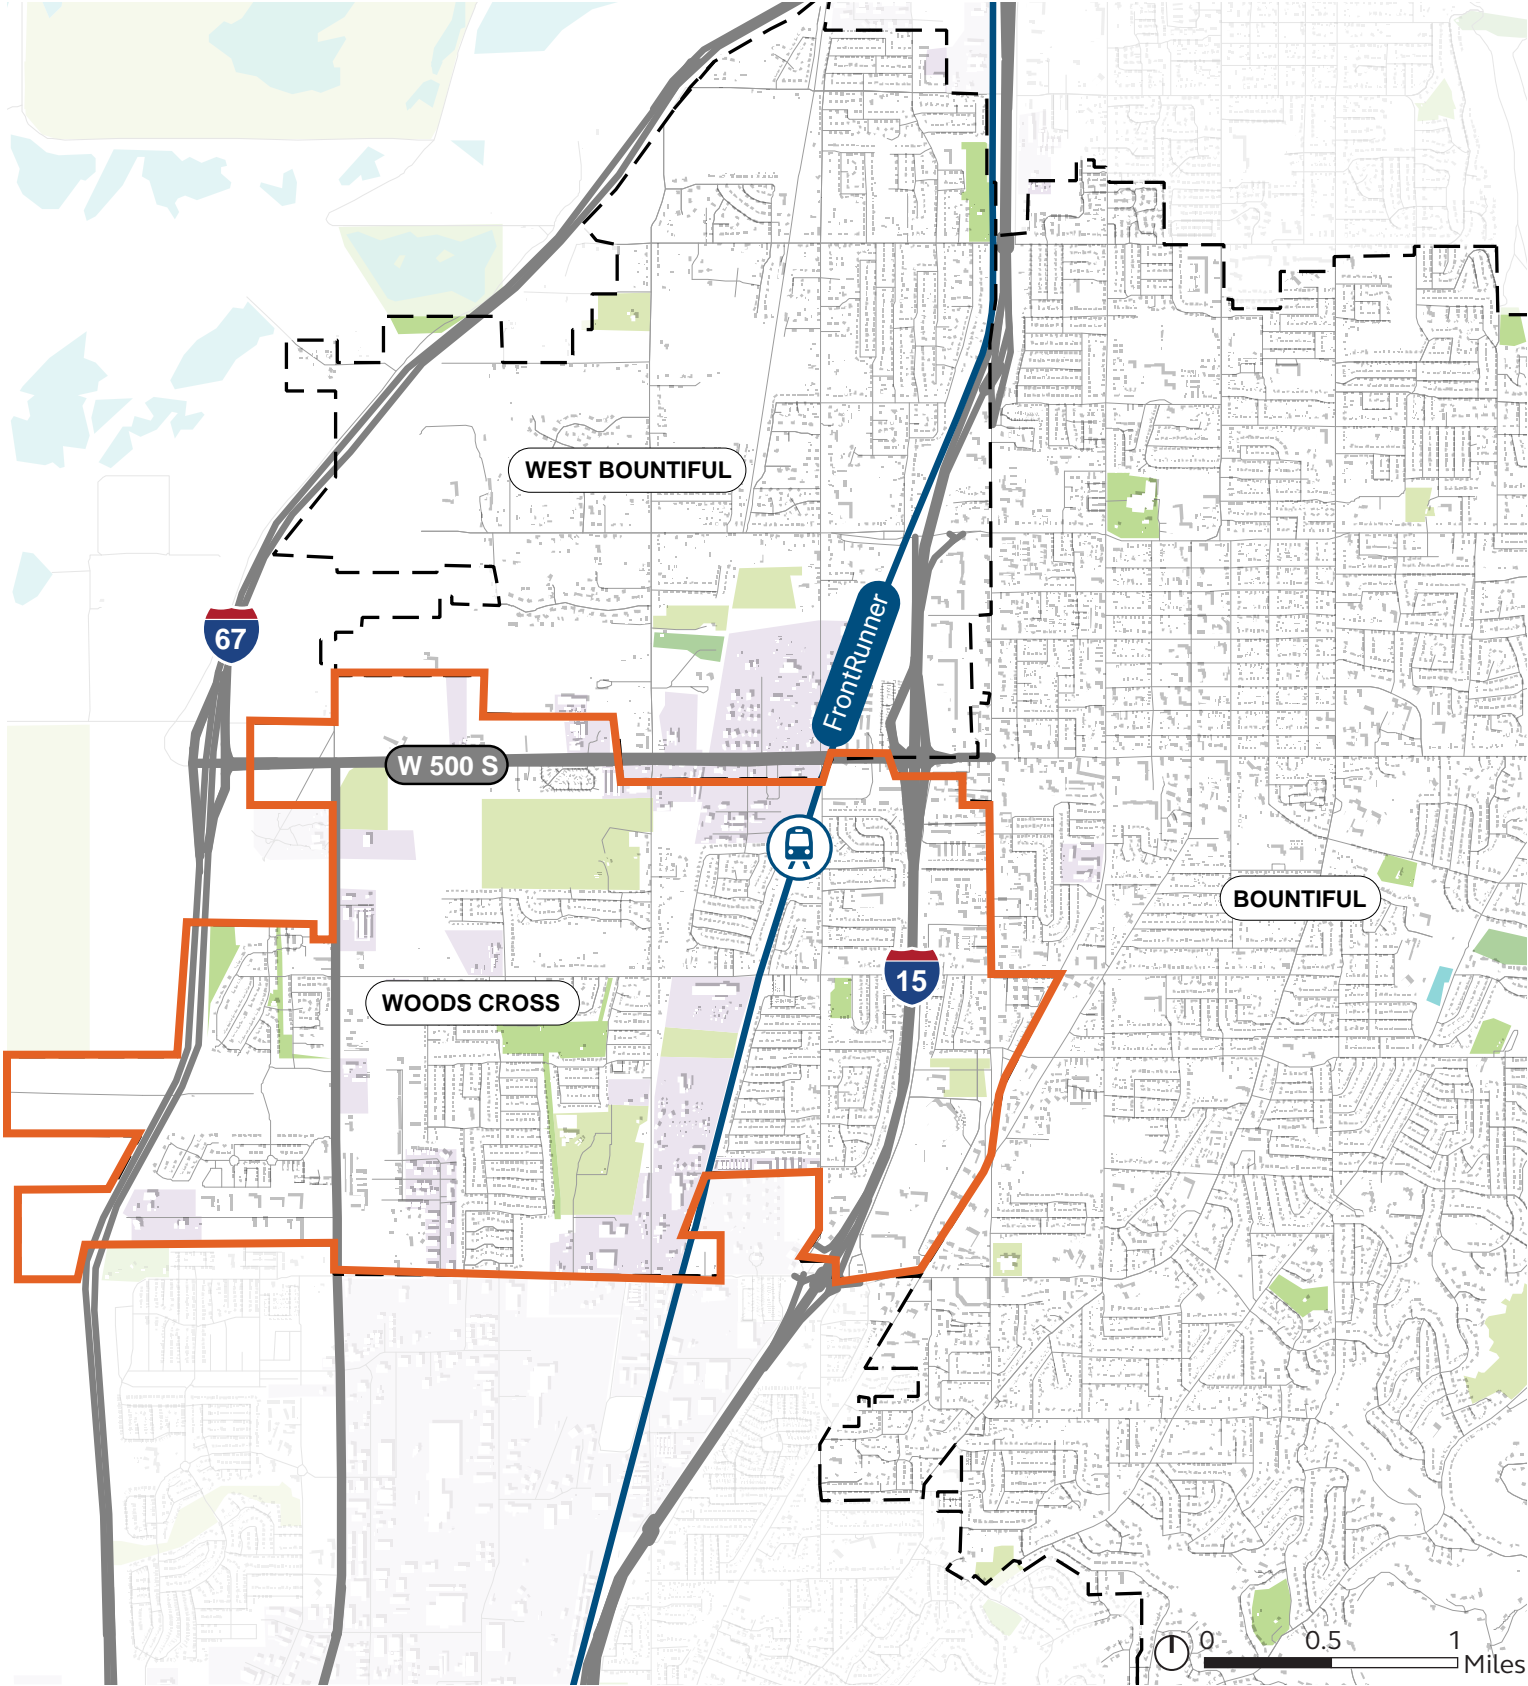 WEST BOUNTIFUL
FrontRunner
67
W 500 S
BOUNTIFUL
15
WOODS CROSS
0 0.5 1
Miles